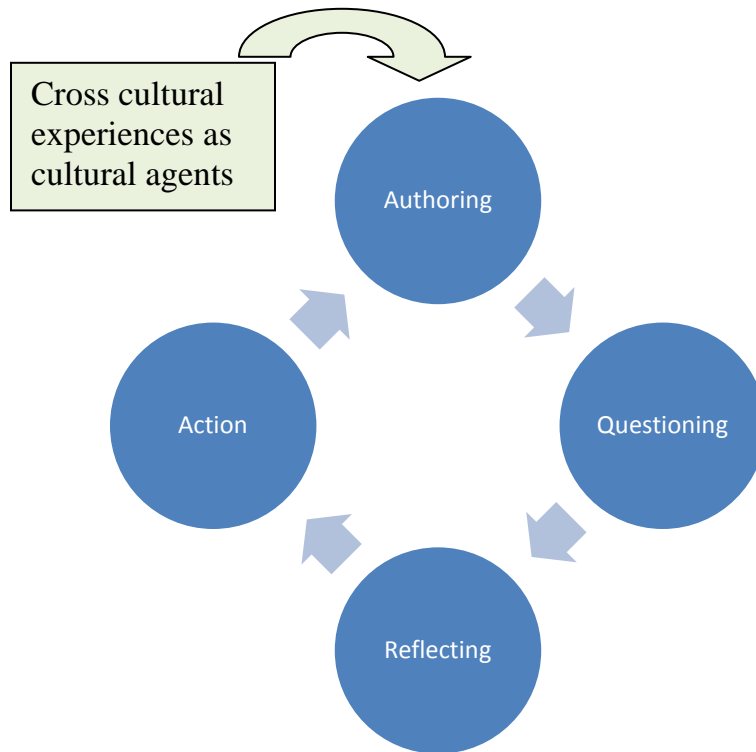 Cross cultural
experiences as
cultural agents
Authoring
Questioning
Reflecting
Action